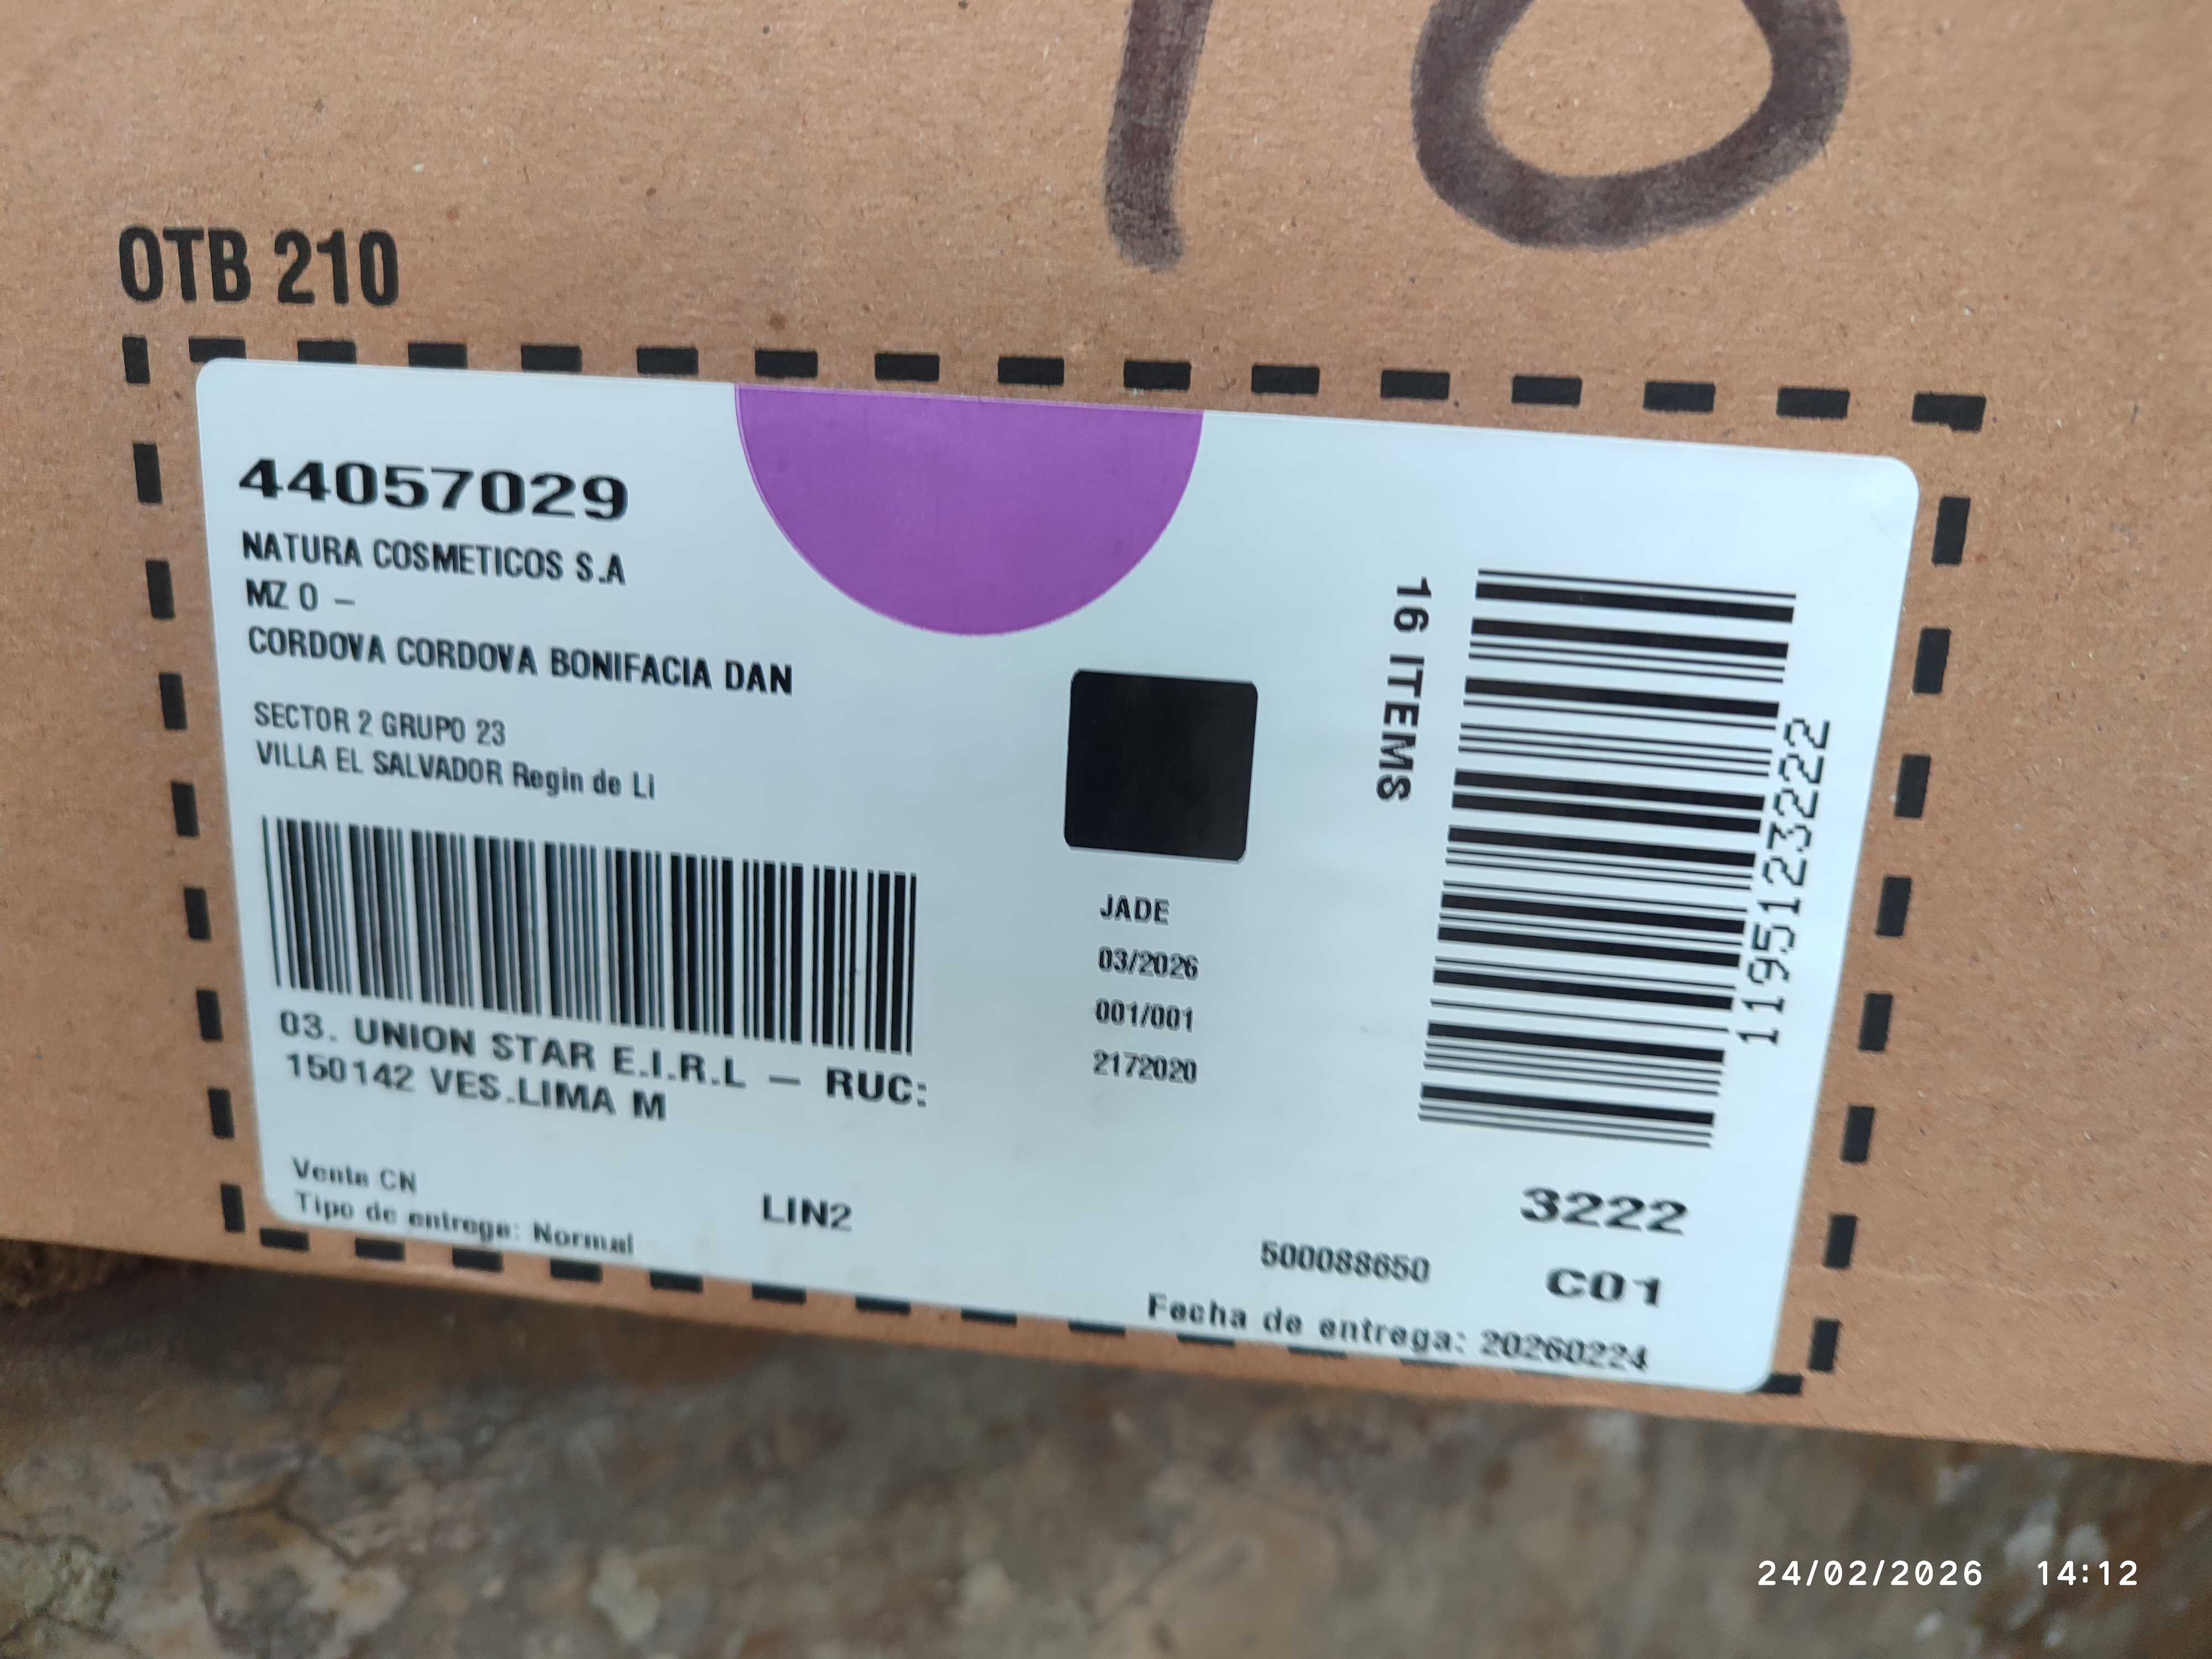 10
OTB 210
44057029
NATURA COSMETICOS S.A
MZ O –
CORDOVA CORDOVA BONIFACIA DAN
SECTOR 2 GRUPO 23
VILLA EL SALVADOR Regin de Li
03. UNION STAR E.I.R.L – RUC:
150142 VES.LIMA M
Venta CN
Tipo de entrega: Normal
LIN2
JADE
03/2026
001/001
2172020
16 ITEMS
1195123222
3222
500088650
C01
Fecha de entrega: 20260224
24/02/2026 14:12